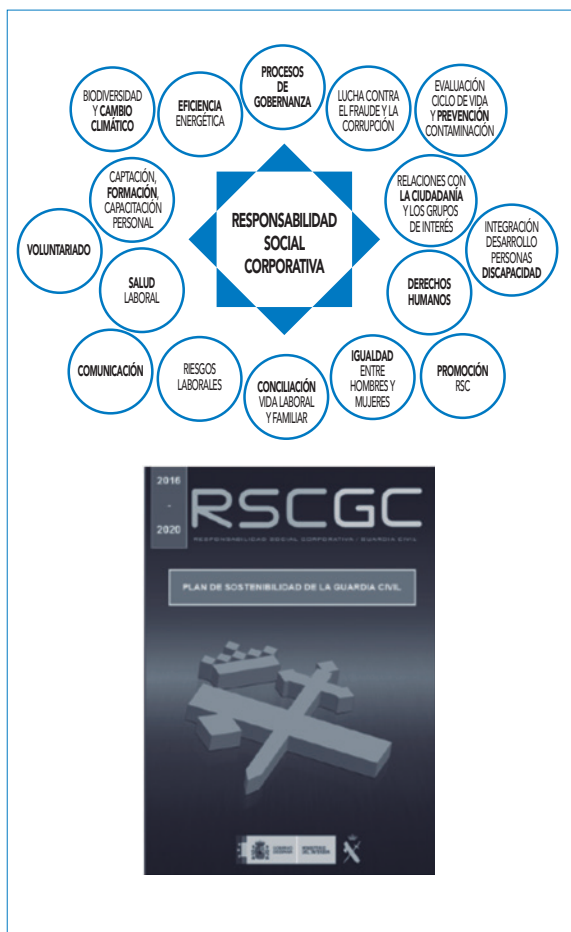 PROCESOS
DE
GOBERNANZA
BIODIVERSIDAD
Y CAMBIO
CLIMÁTICO
EFICIENCIA
ENERGÉTICA
LUCHA CONTRA
EL FRAUDE Y LA
CORRUPCIÓN
EVALUACIÓN
CICLO DE VIDA
Y PREVENCIÓN
CONTAMINACIÓN
CAPTACIÓN,
FORMACIÓN,
CAPACITACIÓN
PERSONAL
RESPONSABILIDAD
SOCIAL
CORPORATIVA
RELACIONES CON
LA CIUDADANÍA
Y LOS GRUPOS
DE INTERÉS
VOLUNTARIADO
INTEGRACIÓN
DESARROLLO
PERSONAS
DISCAPACIDAD
SALUD
LABORAL
DERECHOS
HUMANOS
COMUNICACIÓN
RIESGOS
LABORALES
CONCILIACIÓN
VIDA LABORAL
Y FAMILIAR
IGUALDAD
ENTRE
HOMBRES Y
MUJERES
PROMOCIÓN
RSC
2016
-
2020
RSCGC
RESPONSABILIDAD SOCIAL CORPORATIVA - GUARDIA CIVIL
PLAN DE SOSTENIBILIDAD DE LA GUARDIA CIVIL